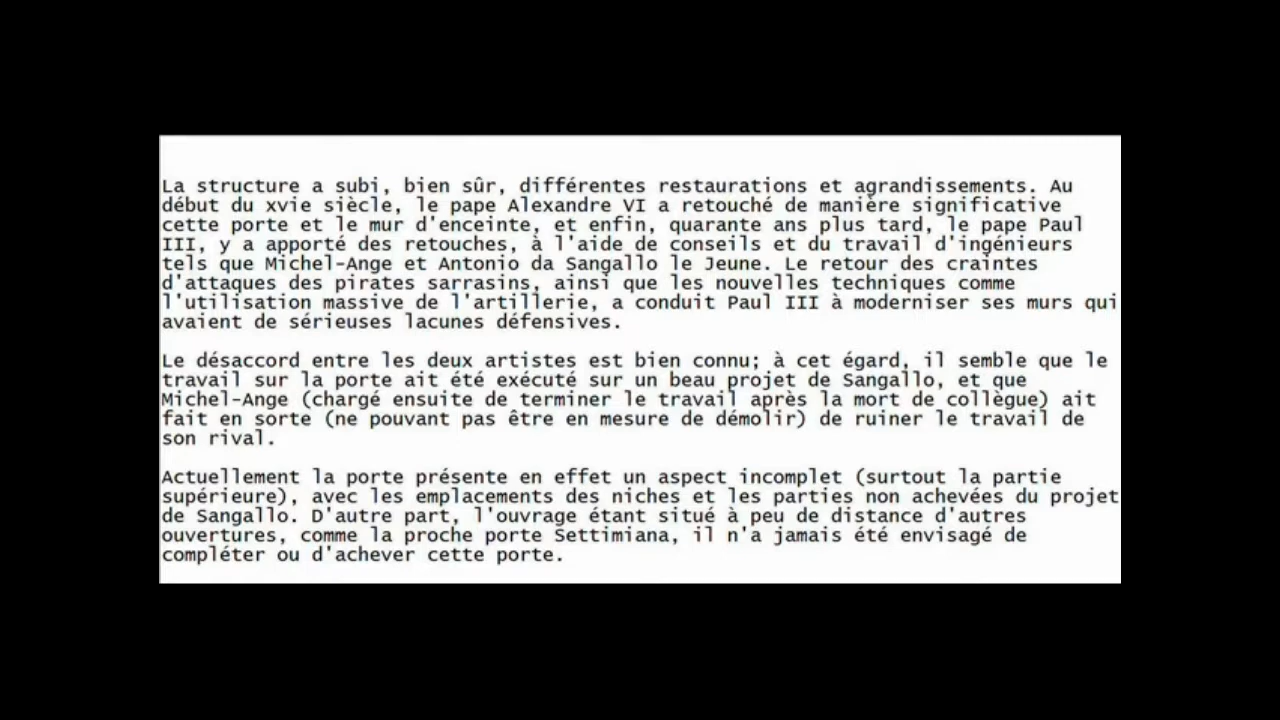 La structure a subi, bien sûr, différentes restaurations et agrandissements. Au
début du xvie siècle, le pape Alexandre VI a retouché de manière significative
cette porte et le mur d'enceinte, et enfin, quarante ans plus tard, le pape Paul
III, y a apporté des retouches, à l'aide de conseils et du travail d'ingénieurs
tels que Michel-Ange et Antonio da Sangallo le Jeune. Le retour des craintes
d'attaques des pirates sarrasins, ainsi que les nouvelles techniques comme
l'utilisation massive de l'artillerie, a conduit Paul III à moderniser ses murs qui
avaient de sérieuses lacunes défensives.
Le désaccord entre les deux artistes est bien connu; à cet égard, il semble que le
travail sur la porte ait été exécuté sur un beau projet de Sangallo, et que
Michel-Ange (chargé ensuite de terminer le travail après la mort de collègue) ait
fait en sorte (ne pouvant pas être en mesure de démolir) de ruiner le travail de
son rival.
Actuellement la porte présente en effet un aspect incomplet (surtout la partie
supérieure), avec les emplacements des niches et les parties non achevées du projet
de Sangallo. D'autre part, l'ouvrage étant situé à peu de distance d'autres
ouvertures, comme la proche porte Settimiana, il n'a jamais été envisagé de
compléter ou d'achever cette porte.